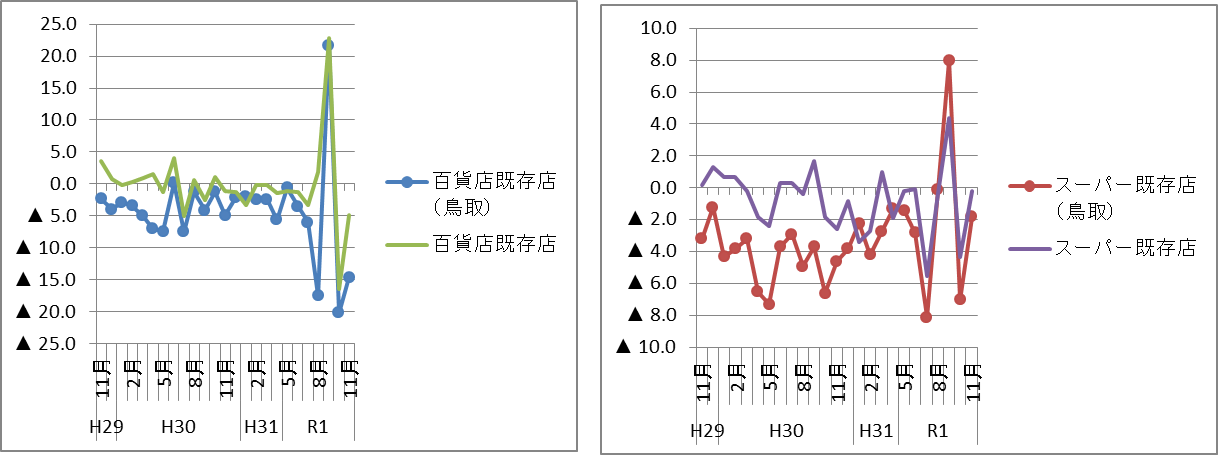 25.0
20.0
15.0
10.0
5.0
0.0
▲ 5.0
▲ 10.0
▲ 15.0
▲ 20.0
▲ 25.0
11月
2月
5月
8月
11月
2月
5月
8月
11月
H29
H30
H31
R1
百貨店既存店
（鳥取）
百貨店既存店
10.0
8.0
6.0
4.0
2.0
0.0
▲ 2.0
▲ 4.0
▲ 6.0
▲ 8.0
▲ 10.0
11月
2月
5月
8月
11月
2月
5月
8月
11月
H29
H30
H31
R1
スーパー既存店
（鳥取）
スーパー既存店